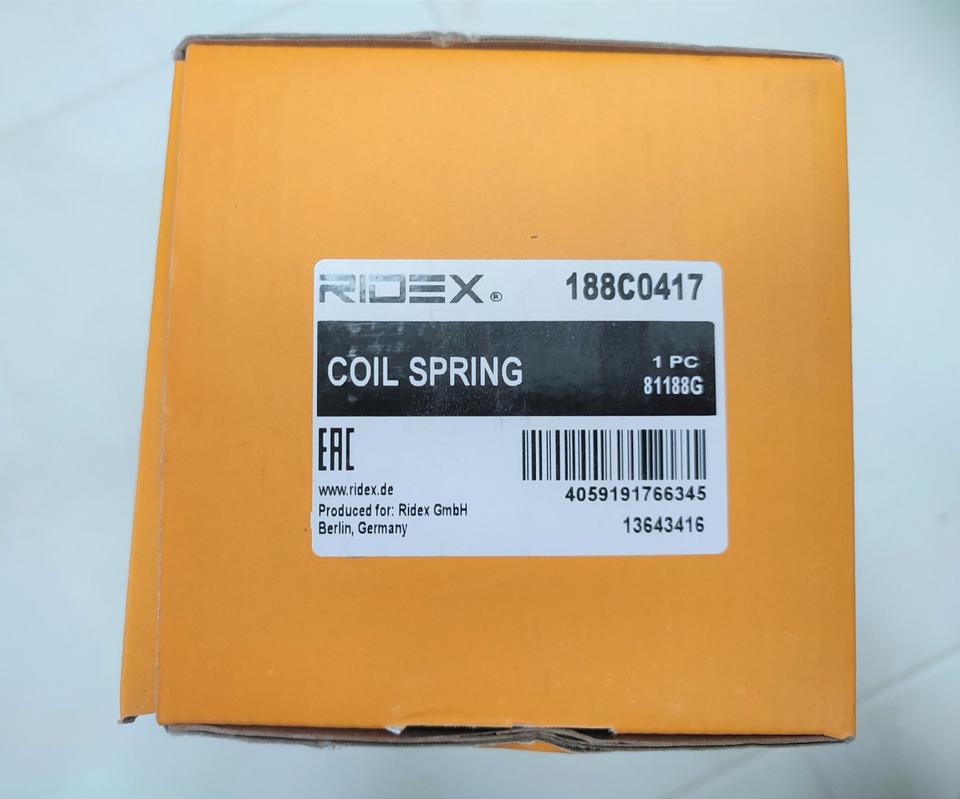 RIDEX®
188C0417
COIL SPRING
1 PC
81188G
EAC
www.ridex.de
Produced for: Ridex GmbH
Berlin, Germany
4059191766345
13643416